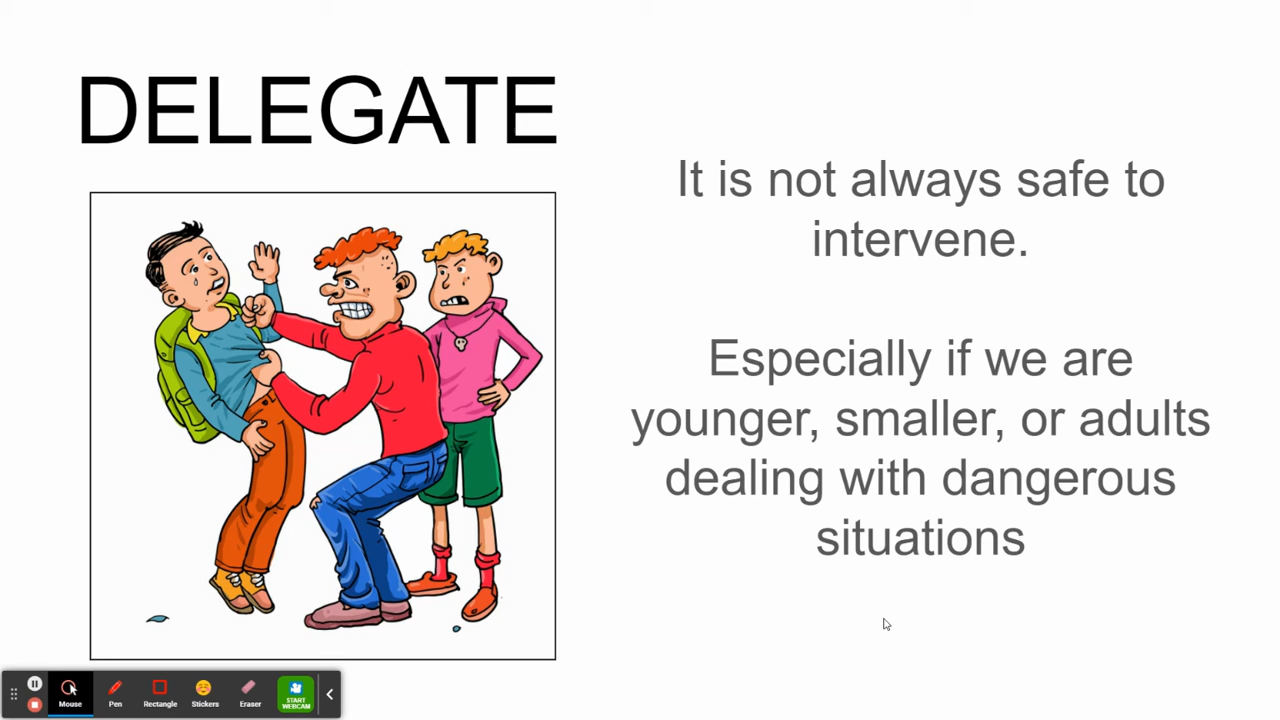 DELEGATE
It is not always safe to
intervene.
Especially if we are
younger, smaller, or adults
dealing with dangerous
situations
Mouse
Pen
Rectangle
Stickers
Eraser
START
WEBCAM